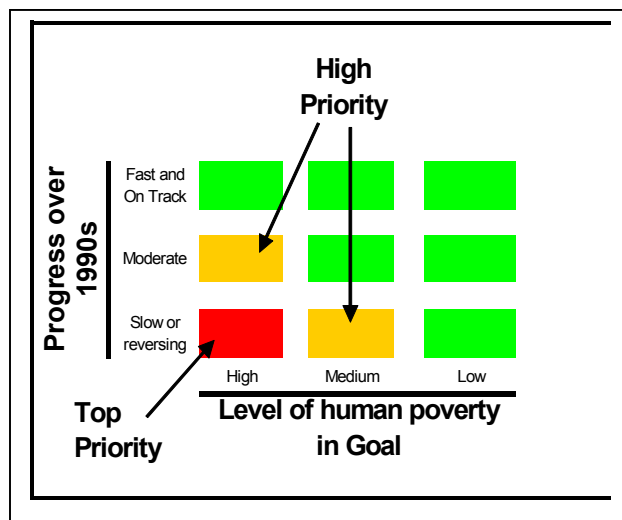 High
Priority
Progress over
1990s
Fast and
On Track
Moderate
Slow or
reversing
High
Medium
Low
Top
Priority
Level of human poverty
in Goal